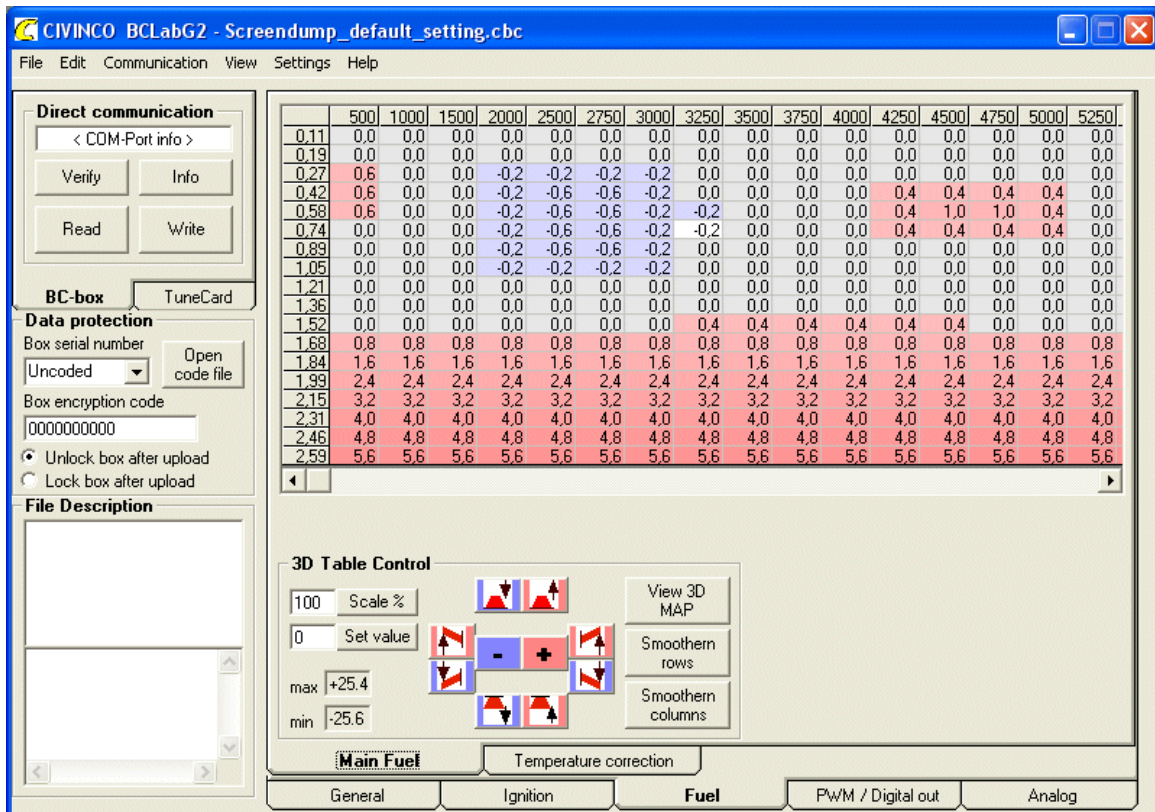 CIVINCO BCLabG2 - Screendump_default_setting.cbc
File Edit Communication View Settings Help
Direct communication
< COM-Port info >
Verify Info
Read Write
BC-box TuneCard
Data protection
Box serial number
Uncoded
Open code file
Box encryption code
0000000000
Unlock box after upload
Lock box after upload
File Description
500 1000 1500 2000 2500 2750 3000 3250 3500 3750 4000 4250 4500 4750 5000 5250
0,11 0,0 0,0 0,0 0,0 0,0 0,0 0,0 0,0 0,0 0,0 0,0 0,0 0,0 0,0 0,0 0,0
0,19 0,0 0,0 0,0 0,0 0,0 0,0 0,0 0,0 0,0 0,0 0,0 0,0 0,0 0,0 0,0 0,0
0,27 0,6 0,0 0,0 -0,2 -0,2 -0,2 -0,2 0,0 0,0 0,0 0,0 0,0 0,0 0,0 0,0 0,0
0,42 0,6 0,0 0,0 -0,2 -0,6 -0,6 -0,2 0,0 0,0 0,0 0,0 0,4 0,4 0,4 0,4 0,0
0,58 0,6 0,0 0,0 -0,2 -0,6 -0,6 -0,2 -0,2 0,0 0,0 0,0 0,4 1,0 1,0 0,4 0,0
0,74 0,0 0,0 0,0 -0,2 -0,6 -0,6 -0,2 -0,2 0,0 0,0 0,0 0,4 0,4 0,4 0,4 0,0
0,89 0,0 0,0 0,0 -0,2 -0,6 -0,6 -0,2 0,0 0,0 0,0 0,0 0,0 0,0 0,0 0,0 0,0
1,05 0,0 0,0 0,0 -0,2 -0,2 -0,2 -0,2 0,0 0,0 0,0 0,0 0,0 0,0 0,0 0,0 0,0
1,21 0,0 0,0 0,0 0,0 0,0 0,0 0,0 0,0 0,0 0,0 0,0 0,0 0,0 0,0 0,0 0,0
1,36 0,0 0,0 0,0 0,0 0,0 0,0 0,0 0,0 0,0 0,0 0,0 0,0 0,0 0,0 0,0 0,0
1,52 0,0 0,0 0,0 0,0 0,0 0,0 0,0 0,4 0,4 0,4 0,4 0,4 0,4 0,0 0,0 0,0
1,68 0,8 0,8 0,8 0,8 0,8 0,8 0,8 0,8 0,8 0,8 0,8 0,8 0,8 0,8 0,8 0,8
1,84 1,6 1,6 1,6 1,6 1,6 1,6 1,6 1,6 1,6 1,6 1,6 1,6 1,6 1,6 1,6 1,6
1,99 2,4 2,4 2,4 2,4 2,4 2,4 2,4 2,4 2,4 2,4 2,4 2,4 2,4 2,4 2,4 2,4
2,15 3,2 3,2 3,2 3,2 3,2 3,2 3,2 3,2 3,2 3,2 3,2 3,2 3,2 3,2 3,2 3,2
2,31 4,0 4,0 4,0 4,0 4,0 4,0 4,0 4,0 4,0 4,0 4,0 4,0 4,0 4,0 4,0 4,0
2,46 4,8 4,8 4,8 4,8 4,8 4,8 4,8 4,8 4,8 4,8 4,8 4,8 4,8 4,8 4,8 4,8
2,59 5,6 5,6 5,6 5,6 5,6 5,6 5,6 5,6 5,6 5,6 5,6 5,6 5,6 5,6 5,6 5,6
3D Table Control
100 Scale %
0 Set value
max +25.4
min -25.6
- +
View 3D
MAP
Smoothern
rows
Smoothern
columns
Main Fuel Temperature correction
General Ignition Fuel PWM / Digital out Analog